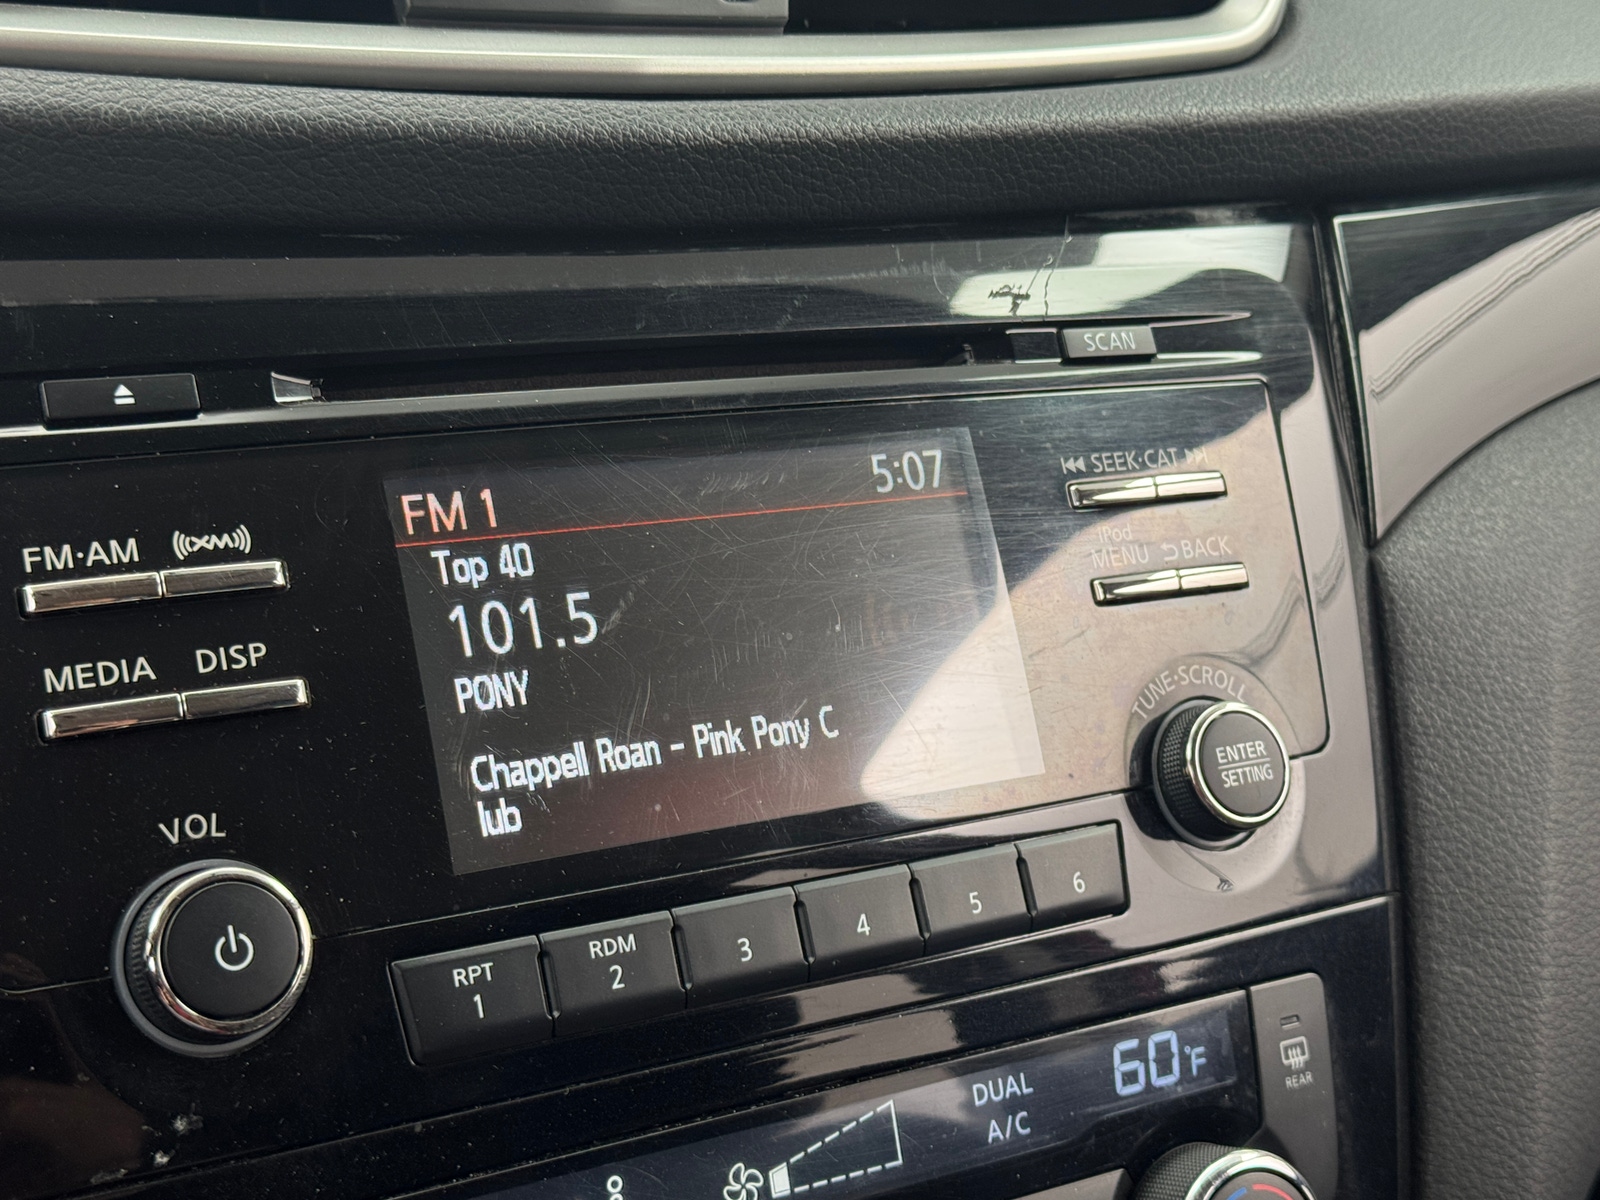 SCAN
5:07
FM 1
SEEK·CAT
Top 40
FM·AM
XM
iPod
MENU BACK
101.5
PONY
MEDIA DISP
TUNE·SCROLL
Chappell Roan - Pink Pony C
lub
ENTER
SETTING
VOL
RPT
1
RDM
2
3
4
5
6
60°F
DUAL
A/C
REAR